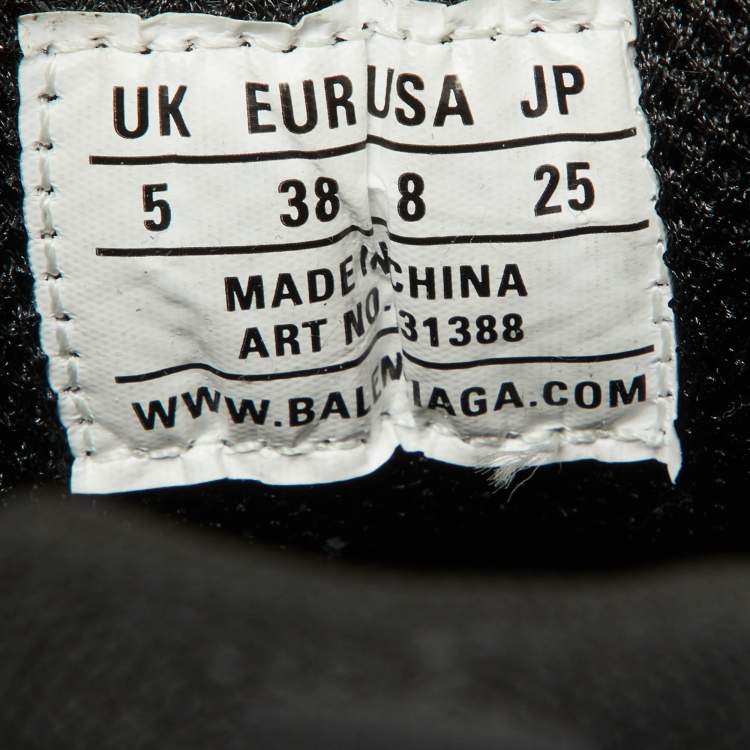 UK EUR USA JP
5 38 8 25
MADE IN CHINA
ART NO. 31388
WWW.BALENCIAGA.COM